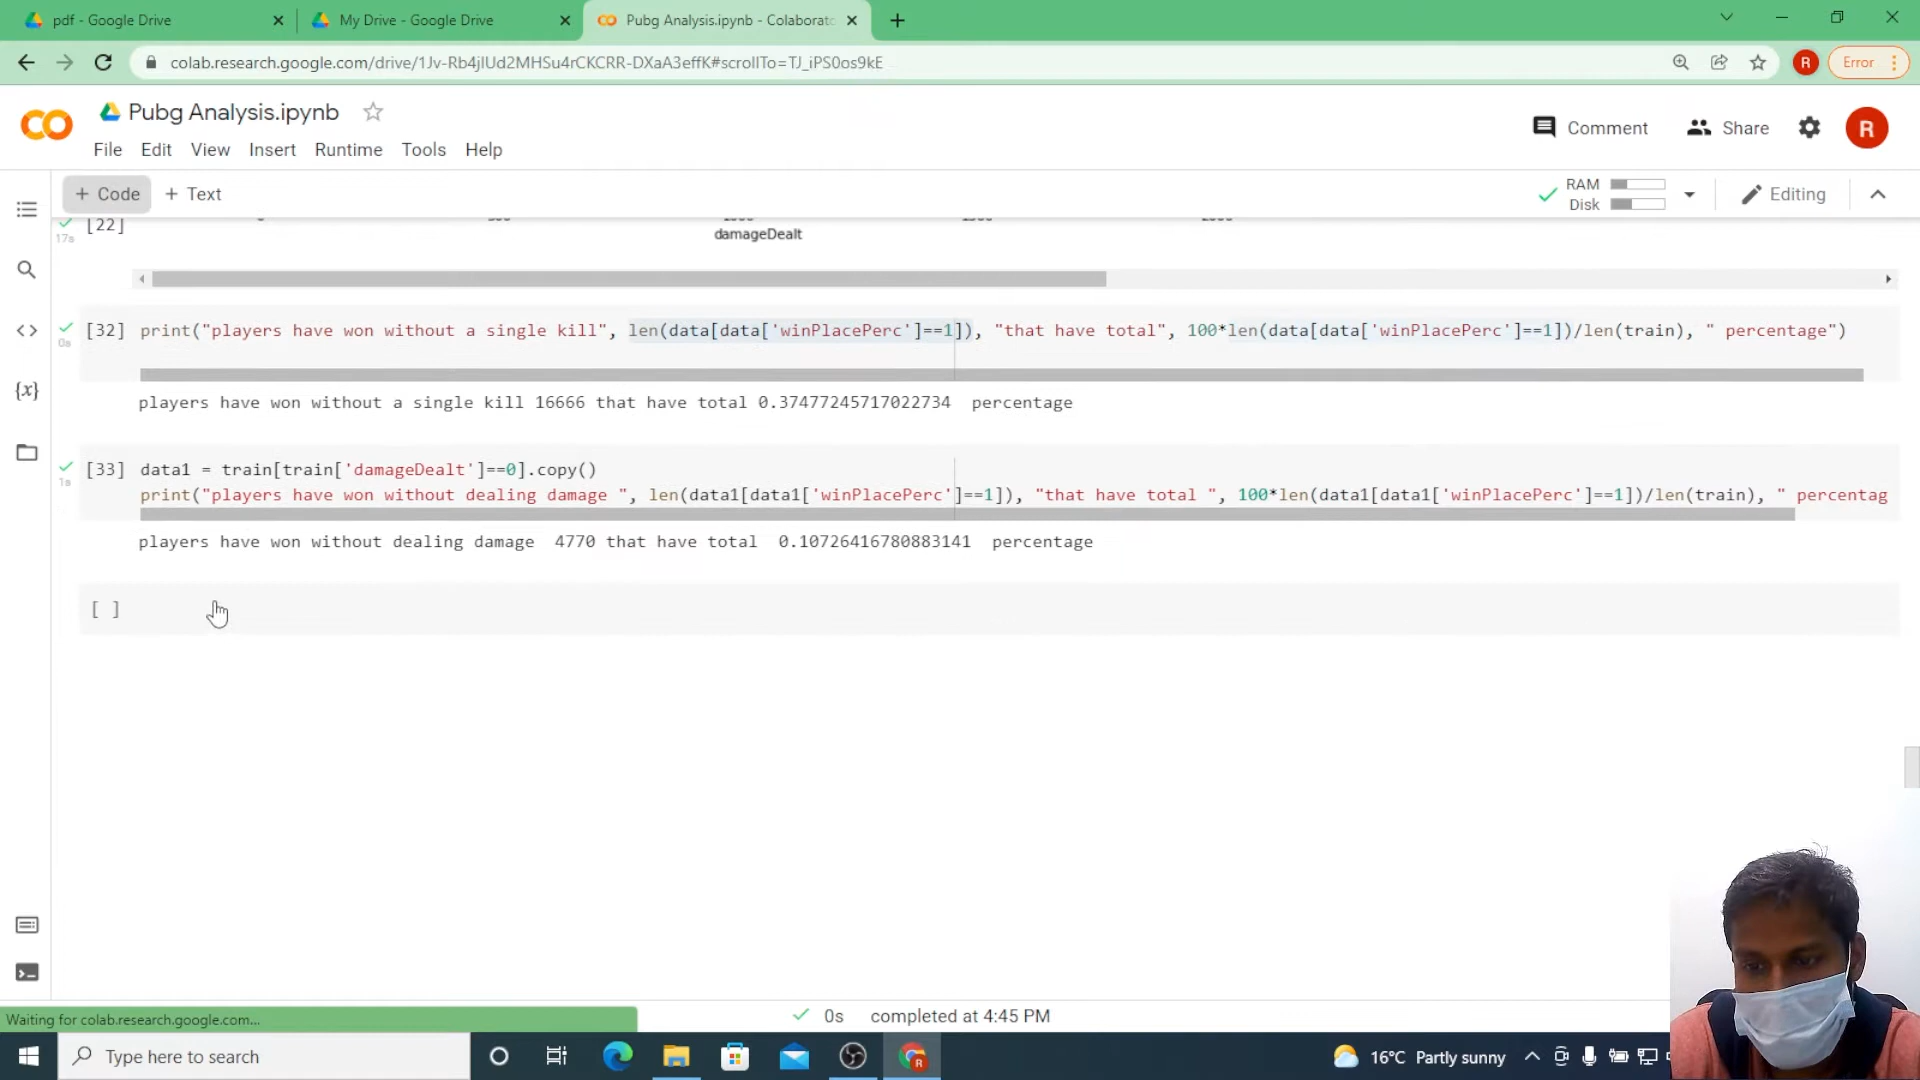 pdf - Google Drive
My Drive - Google Drive
Pubg Analysis.ipynb - Colaborato
colab.research.google.com/drive/1Jv-Rb4jlUd2MHSu4rCKCRR-DXaA3effK#scrollTo=TJ_iPS0os9kE
R
Error
Pubg Analysis.ipynb
Comment
Share
R
File Edit View Insert Runtime Tools Help
+ Code + Text
RAM
Disk
Editing
[22]
17s
damageDealt
[32] print("players have won without a single kill", len(data[data['winPlacePerc']==1]), "that have total", 100*len(data[data['winPlacePerc']==1])/len(train), " percentage")
0s
players have won without a single kill 16666 that have total 0.37477245717022734  percentage
[33] data1 = train[train['damageDealt']==0].copy()
1s
print("players have won without dealing damage ", len(data1[data1['winPlacePerc']==1]), "that have total ", 100*len(data1[data1['winPlacePerc']==1])/len(train), " percentag
players have won without dealing damage  4770 that have total  0.10726416780883141  percentage
[ ]
Waiting for colab.research.google.com...
0s completed at 4:45 PM
Type here to search
R
16°C Partly sunny